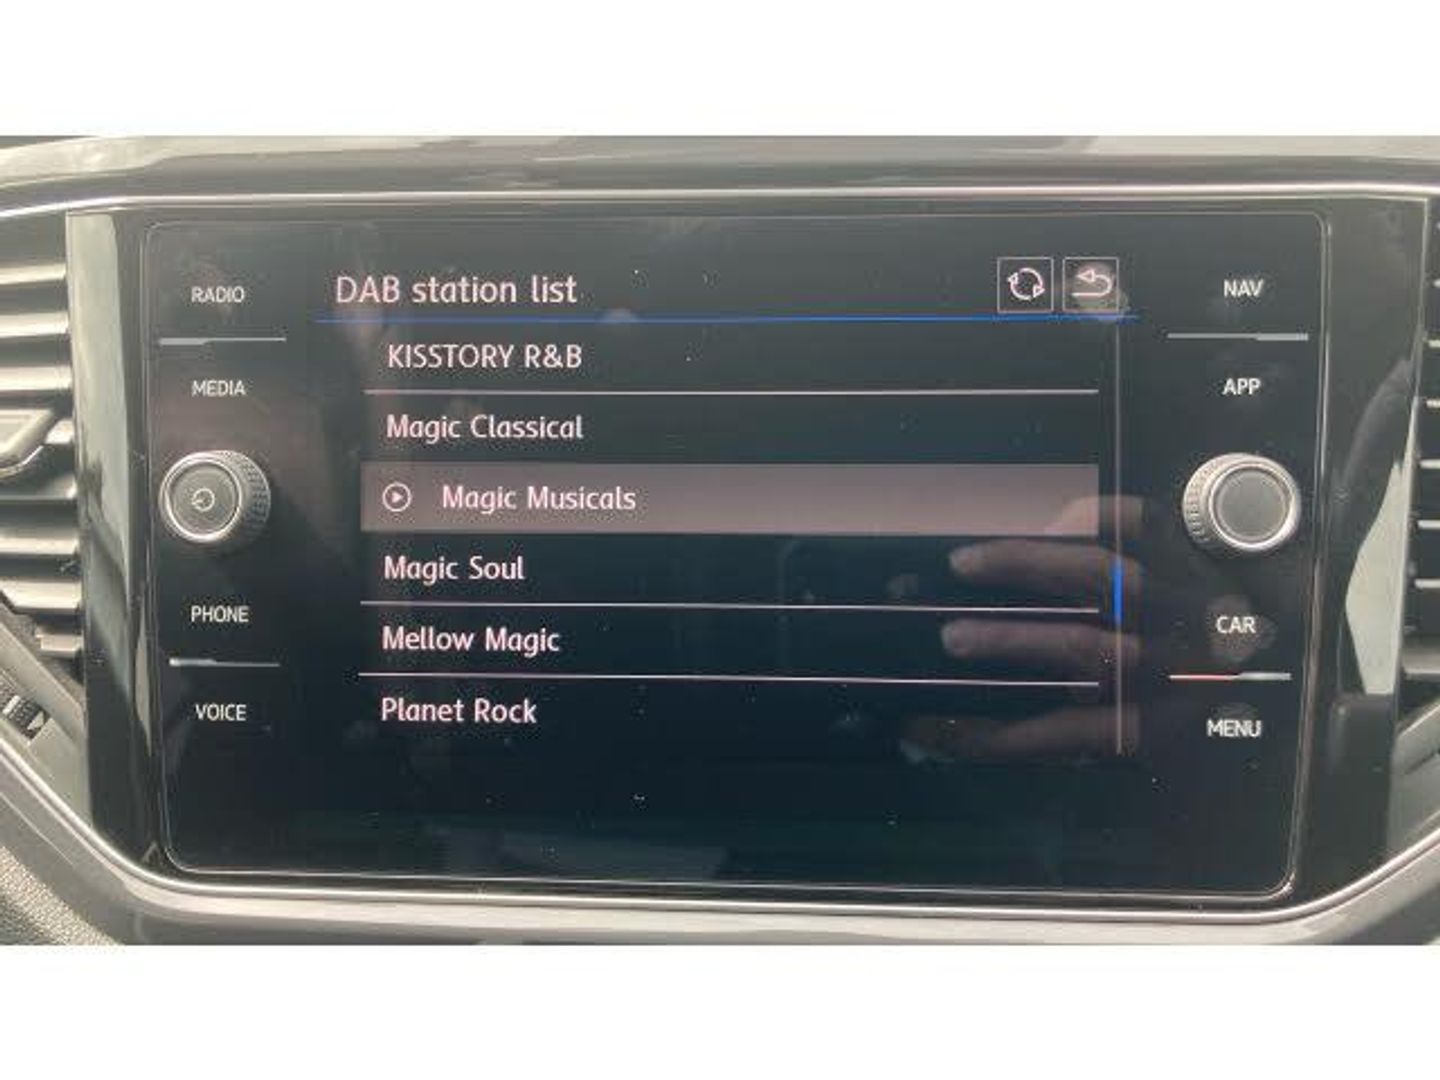 DAB station list
RADIO
NAV
KISSTORY R&B
MEDIA
APP
Magic Classical
Magic Musicals
Magic Soul
PHONE
CAR
Mellow Magic
Planet Rock
VOICE
MENU